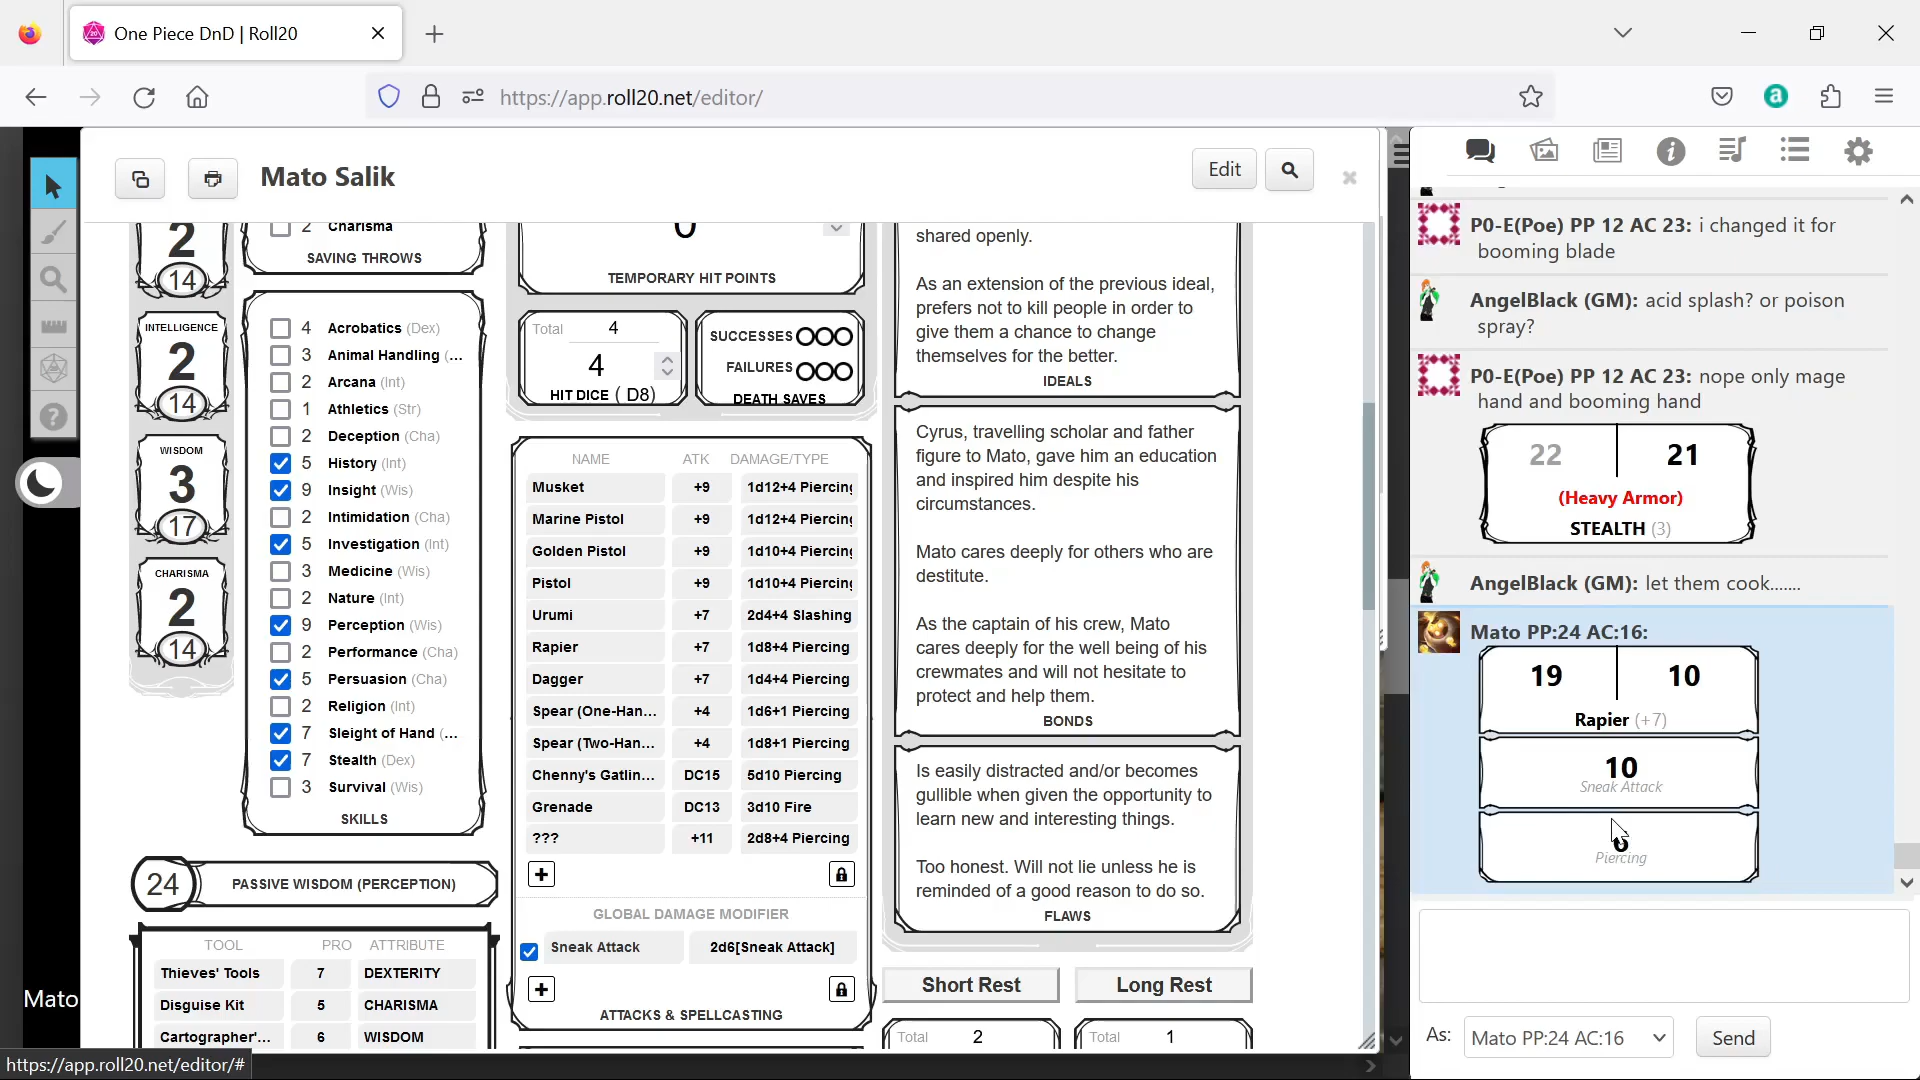 One Piece DnD | Roll20
https://app.roll20.net/editor/
Mato Salik
Edit
2
14
INTELLIGENCE
2
14
WISDOM
3
17
CHARISMA
2
14
2 Charisma
SAVING THROWS
4 Acrobatics (Dex)
3 Animal Handling (...
2 Arcana (Int)
1 Athletics (Str)
2 Deception (Cha)
5 History (Int)
9 Insight (Wis)
2 Intimidation (Cha)
5 Investigation (Int)
3 Medicine (Wis)
2 Nature (Int)
9 Perception (Wis)
2 Performance (Cha)
5 Persuasion (Cha)
2 Religion (Int)
7 Sleight of Hand (...
7 Stealth (Dex)
3 Survival (Wis)
SKILLS
24 PASSIVE WISDOM (PERCEPTION)
TOOL PRO ATTRIBUTE
Thieves' Tools 7 DEXTERITY
Disguise Kit 5 CHARISMA
Cartographer'... 6 WISDOM
0
TEMPORARY HIT POINTS
Total 4
4
HIT DICE ( D8)
SUCCESSES
FAILURES
DEATH SAVES
NAME ATK DAMAGE/TYPE
Musket +9 1d12+4 Piercing
Marine Pistol +9 1d12+4 Piercing
Golden Pistol +9 1d10+4 Piercing
Pistol +9 1d10+4 Piercing
Urumi +7 2d4+4 Slashing
Rapier +7 1d8+4 Piercing
Dagger +7 1d4+4 Piercing
Spear (One-Han... +4 1d6+1 Piercing
Spear (Two-Han... +4 1d8+1 Piercing
Chenny's Gatlin... DC15 5d10 Piercing
Grenade DC13 3d10 Fire
??? +11 2d8+4 Piercing
GLOBAL DAMAGE MODIFIER
Sneak Attack 2d6[Sneak Attack]
ATTACKS & SPELLCASTING
shared openly.
As an extension of the previous ideal,
prefers not to kill people in order to
give them a chance to change
themselves for the better.
IDEALS
Cyrus, travelling scholar and father
figure to Mato, gave him an education
and inspired him despite his
circumstances.
Mato cares deeply for others who are
destitute.
As the captain of his crew, Mato
cares deeply for the well being of his
crewmates and will not hesitate to
protect and help them.
BONDS
Is easily distracted and/or becomes
gullible when given the opportunity to
learn new and interesting things.
Too honest. Will not lie unless he is
reminded of a good reason to do so.
FLAWS
Short Rest
Long Rest
Total 2
Total 1
P0-E(Poe) PP 12 AC 23: i changed it for
booming blade
AngelBlack (GM): acid splash? or poison
spray?
P0-E(Poe) PP 12 AC 23: nope only mage
hand and booming hand
22 21
(Heavy Armor)
STEALTH (3)
AngelBlack (GM): let them cook.......
Mato PP:24 AC:16:
19 10
Rapier (+7)
10
Sneak Attack
6
Piercing
As: Mato PP:24 AC:16
Send
Mato
https://app.roll20.net/editor/#